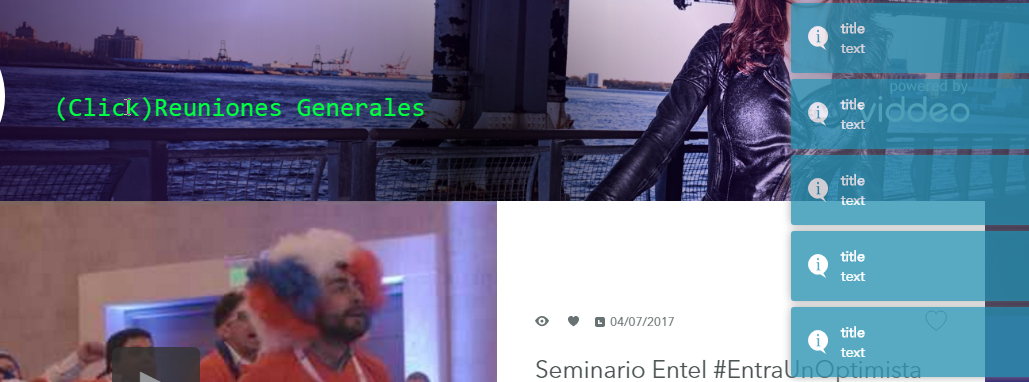 title
text
powered by
viddeo
title
text
(Click)Reuniones Generales
title
text
title
text
04/07/2017
title
text
Seminario Entel #EntraUnOptimista